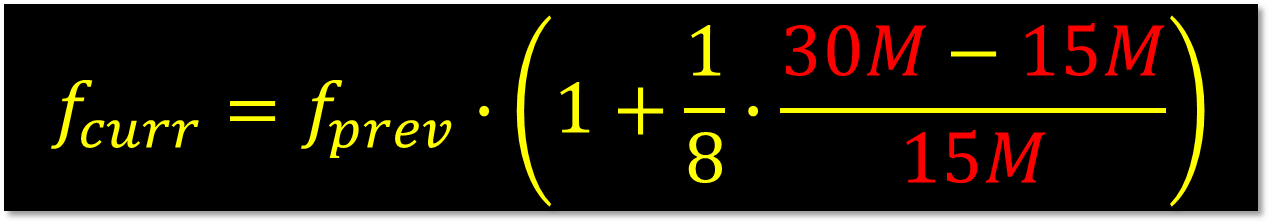 f_curr = f_prev · (1 + 1/8 · (30M − 15M)/15M)